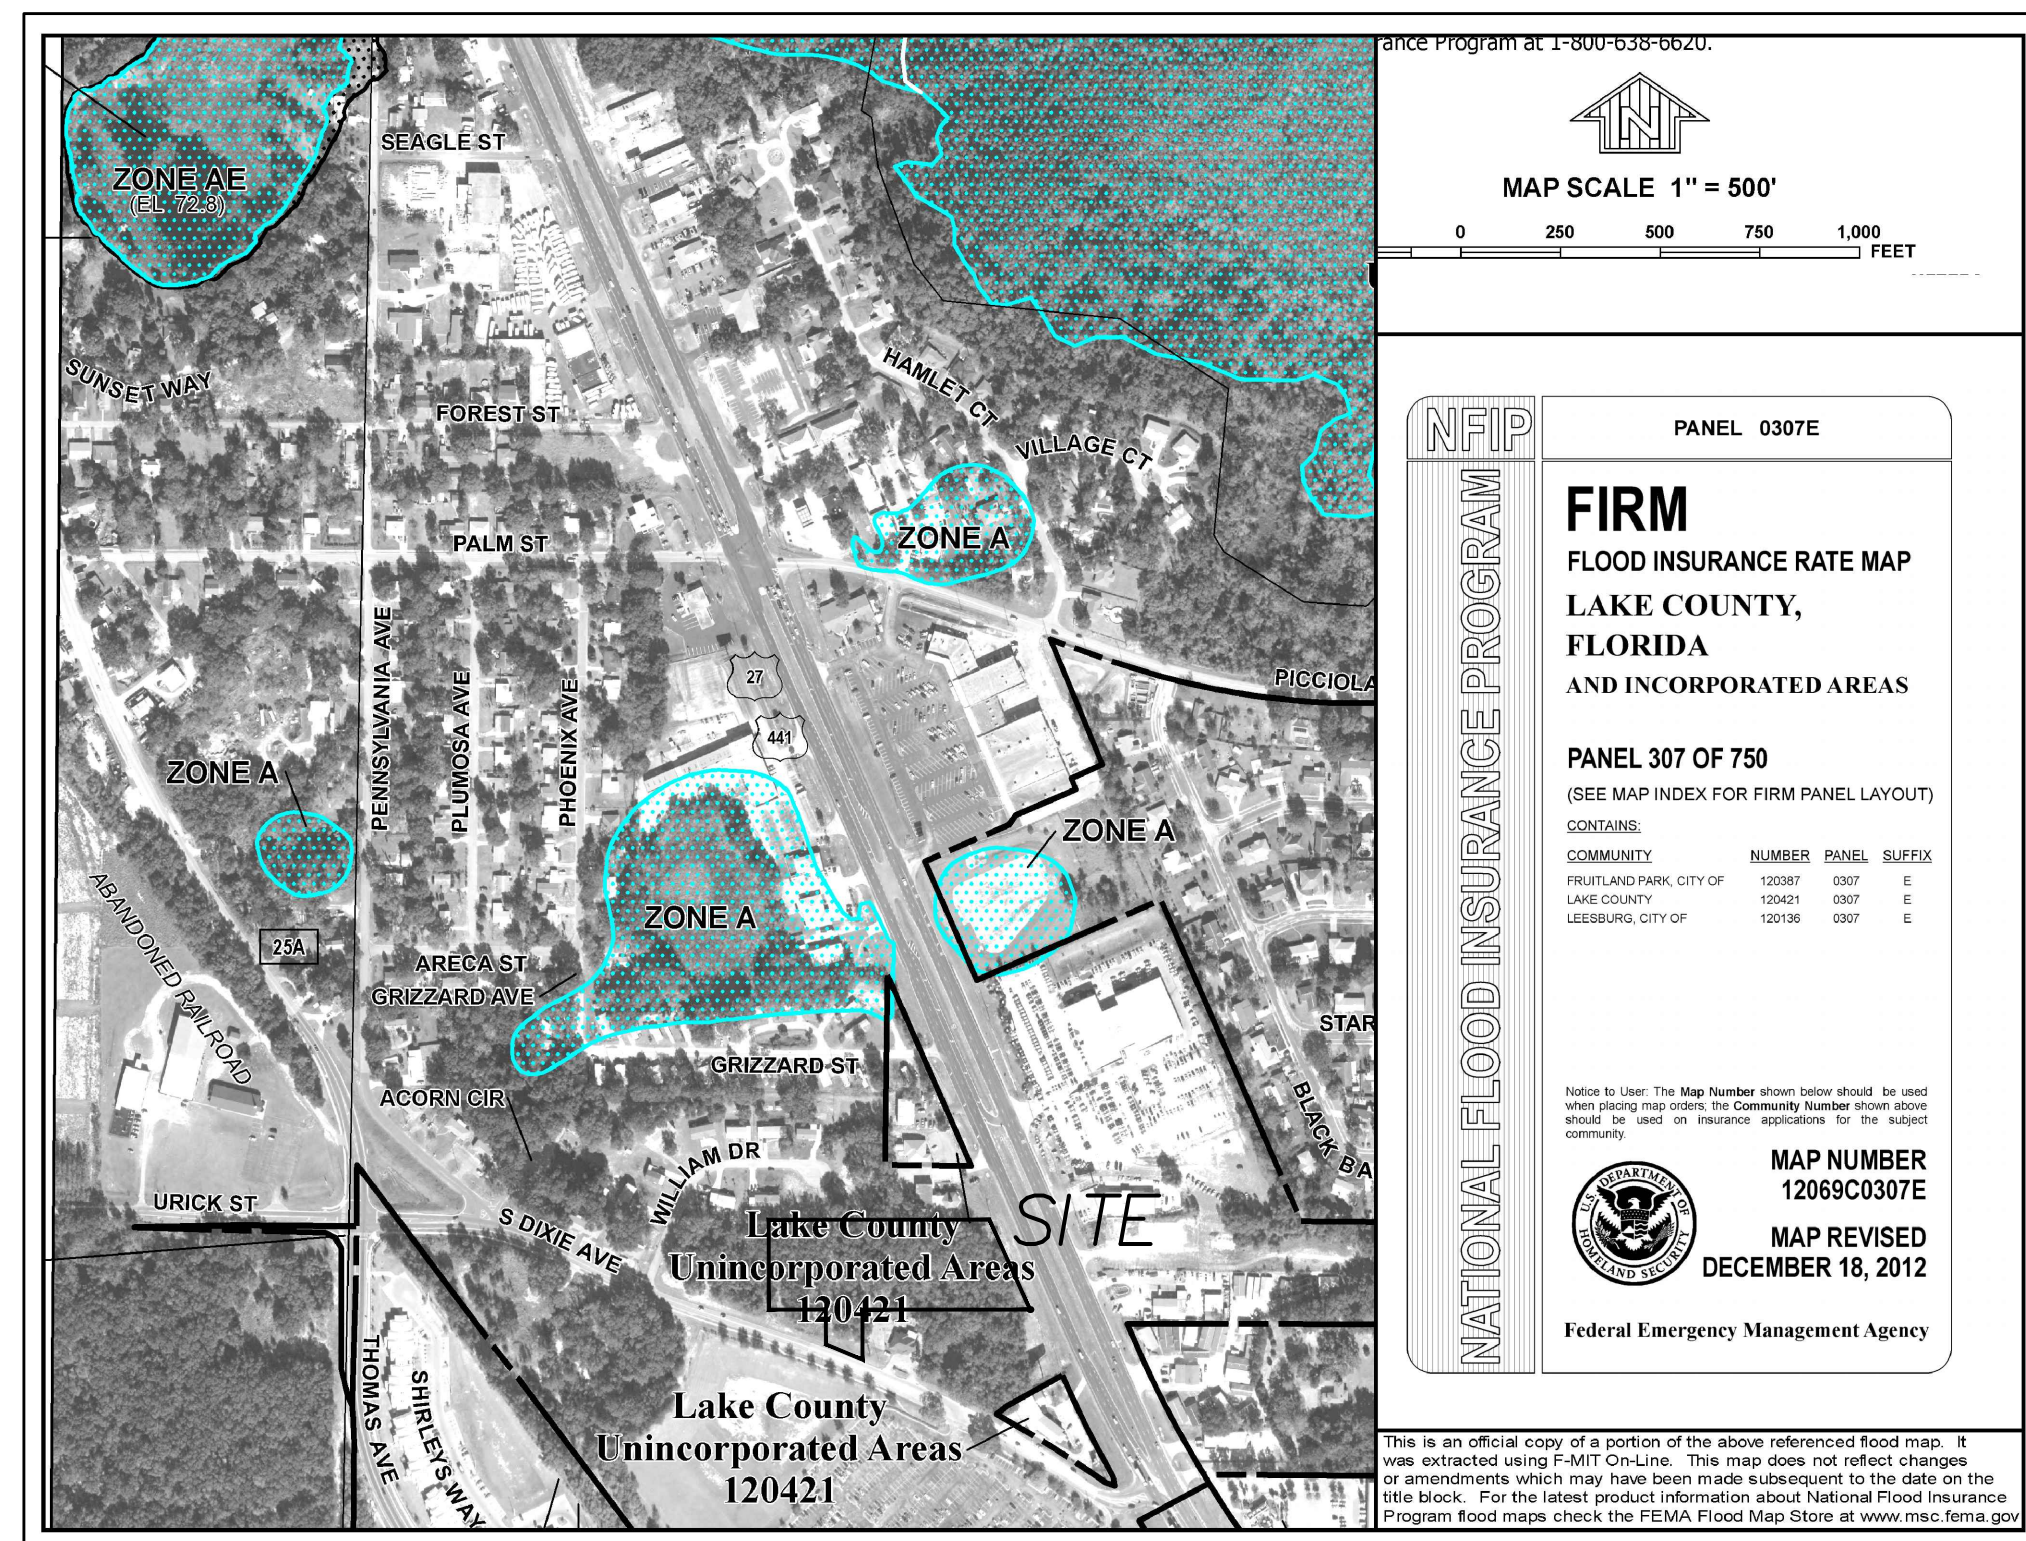 SEAGLE ST
ZONE AE
(EL 72.8)
SUNSET WAY
FOREST ST
HAMLET CT
VILLAGE CT
ZONE A
PALM ST
PENNSYLVANIA AVE
PLUMOSA AVE
PHOENIX AVE
27
441
PICCIOLA
ZONE A
ZONE A
ZONE A
ABANDONED RAILROAD
25A
ARECA ST
GRIZZARD AVE
STAR
GRIZZARD ST
ACORN CIR
BLACK BA
WILLIAM DR
URICK ST
S DIXIE AVE
SITE
Lake County
Unincorporated Areas
120421
THOMAS AVE
SHIRLEYS WAY
Lake County
Unincorporated Areas
120421
rance Program at 1-800-638-6620.
N
MAP SCALE 1" = 500'
0 250 500 750 1,000
FEET
NFIP
NATIONAL FLOOD INSURANCE PROGRAM
PANEL 0307E
FIRM
FLOOD INSURANCE RATE MAP
LAKE COUNTY,
FLORIDA
AND INCORPORATED AREAS
PANEL 307 OF 750
(SEE MAP INDEX FOR FIRM PANEL LAYOUT)
CONTAINS:
COMMUNITY NUMBER PANEL SUFFIX
FRUITLAND PARK, CITY OF 120387 0307 E
LAKE COUNTY 120421 0307 E
LEESBURG, CITY OF 120136 0307 E
Notice to User: The Map Number shown below should be used
when placing map orders; the Community Number shown above
should be used on insurance applications for the subject
community.
U.S. DEPARTMENT OF HOMELAND SECURITY
MAP NUMBER
12069C0307E
MAP REVISED
DECEMBER 18, 2012
Federal Emergency Management Agency
This is an official copy of a portion of the above referenced flood map. It
was extracted using F-MIT On-Line. This map does not reflect changes
or amendments which may have been made subsequent to the date on the
title block. For the latest product information about National Flood Insurance
Program flood maps check the FEMA Flood Map Store at www.msc.fema.gov